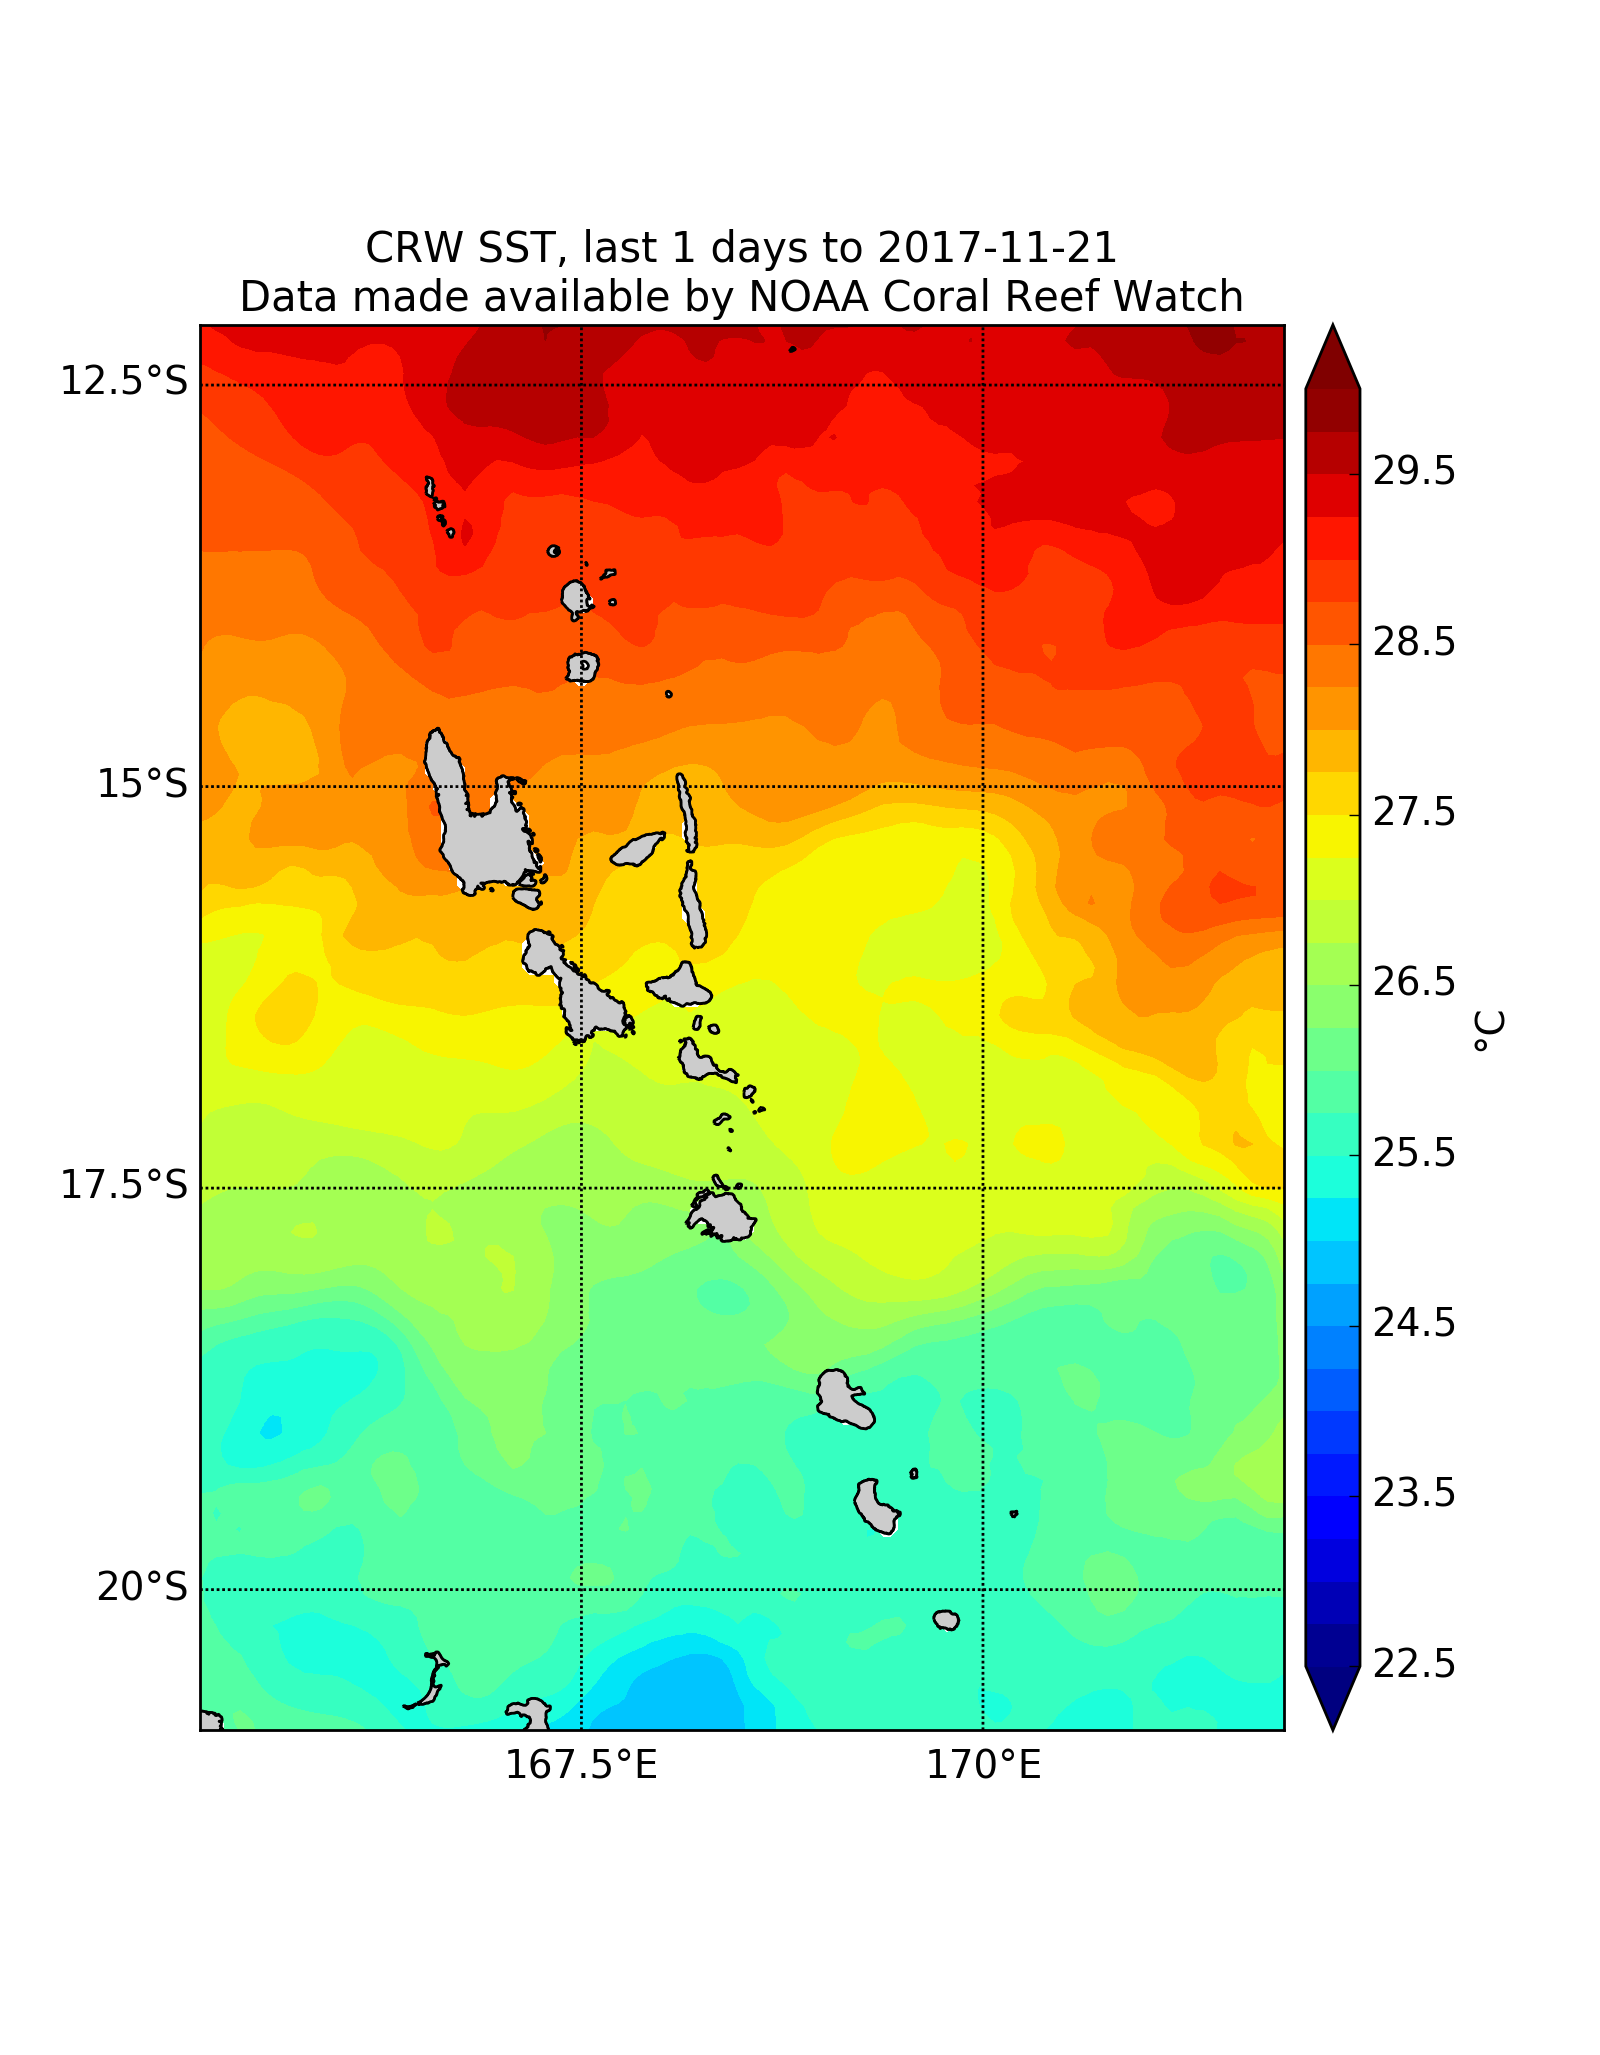 CRW SST, last 1 days to 2017-11-21
Data made available by NOAA Coral Reef Watch
12.5°S
15°S
17.5°S
20°S
167.5°E
170°E
29.5
28.5
27.5
26.5
25.5
24.5
23.5
22.5
°C